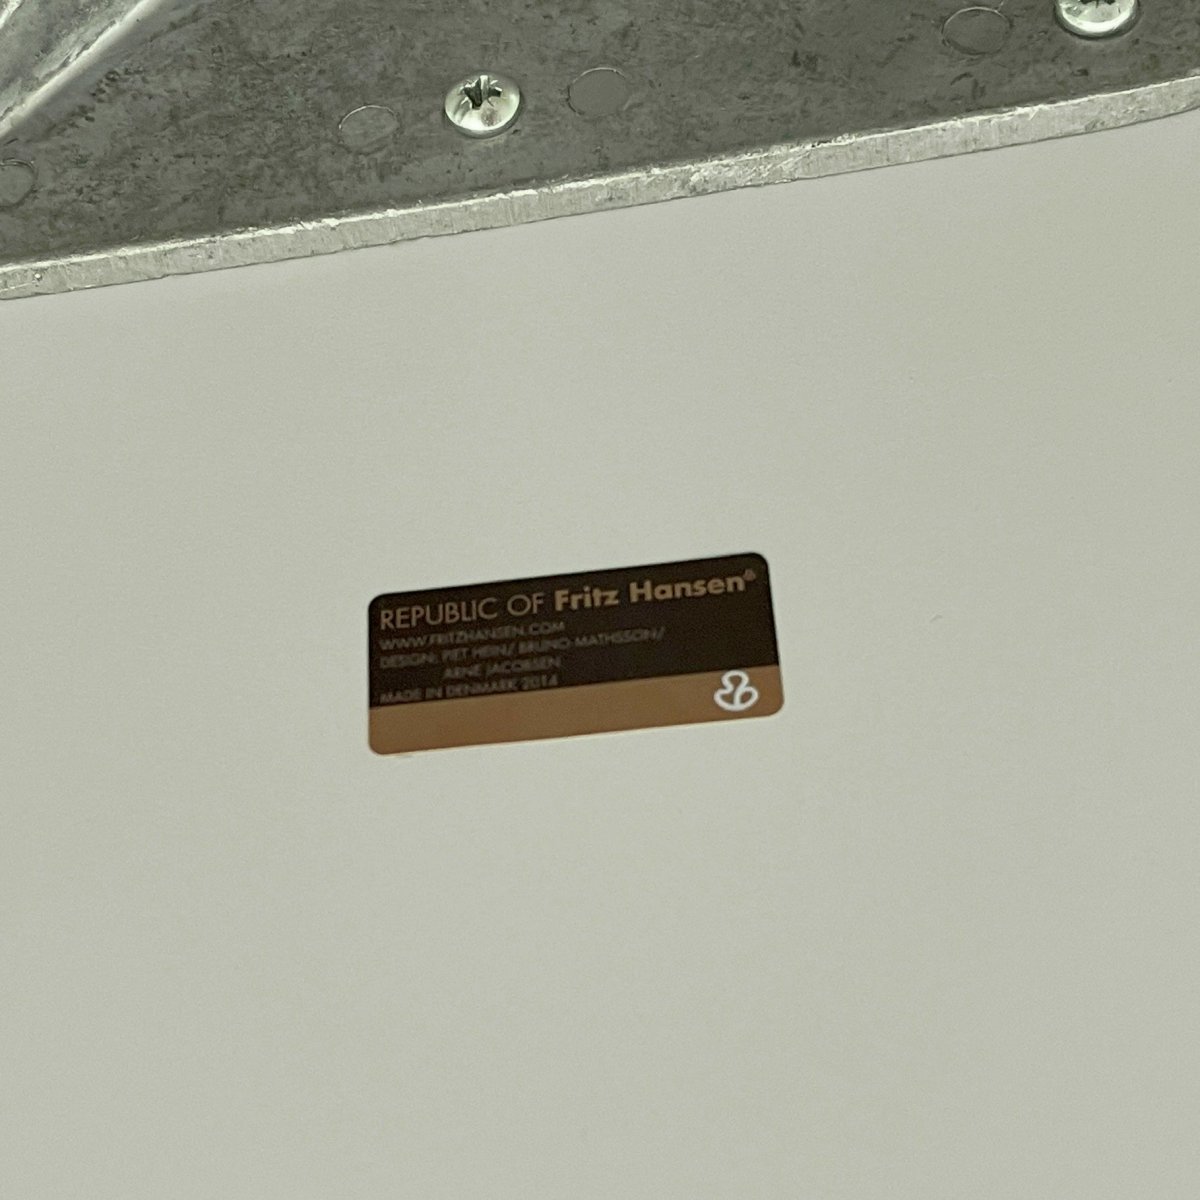 REPUBLIC OF Fritz Hansen®
WWW.FRITZHANSEN.COM
DESIGN: PIET HEIN/ BRUNO MATHSSON/
ARNE JACOBSEN
MADE IN DENMARK 2014